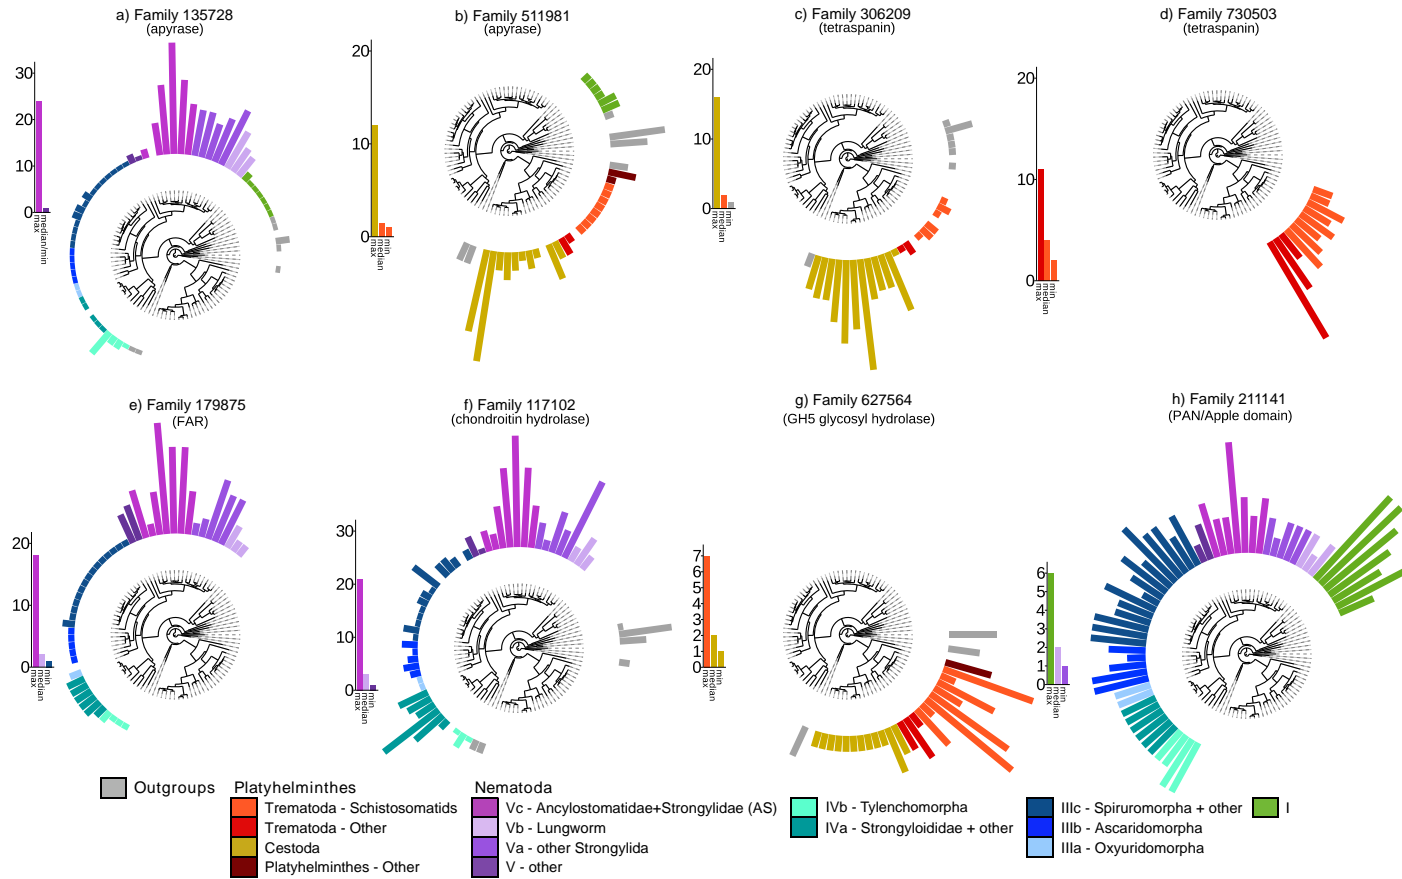 a) Family 135728
(apyrase)
30
20
10
0
max
median/min
b) Family 511981
(apyrase)
20
10
0
max
median
min
c) Family 306209
(tetraspanin)
20
10
0
max
median
min
d) Family 730503
(tetraspanin)
20
10
0
max
median
min
e) Family 179875
(FAR)
20
10
0
max
median
min
f) Family 117102
(chondroitin hydrolase)
30
20
10
0
max
median
min
g) Family 627564
(GH5 glycosyl hydrolase)
7
6
5
4
3
2
1
0
max
median
min
h) Family 211141
(PAN/Apple domain)
6
5
4
3
2
1
0
max
median
min
Outgroups
Platyhelminthes
Trematoda - Schistosomatids
Trematoda - Other
Cestoda
Platyhelminthes - Other
Nematoda
Vc - Ancylostomatidae+Strongylidae (AS)
Vb - Lungworm
Va - other Strongylida
V - other
IVb - Tylenchomorpha
IVa - Strongyloididae + other
IIIc - Spiruromorpha + other
IIIb - Ascaridomorpha
IIIa - Oxyuridomorpha
I